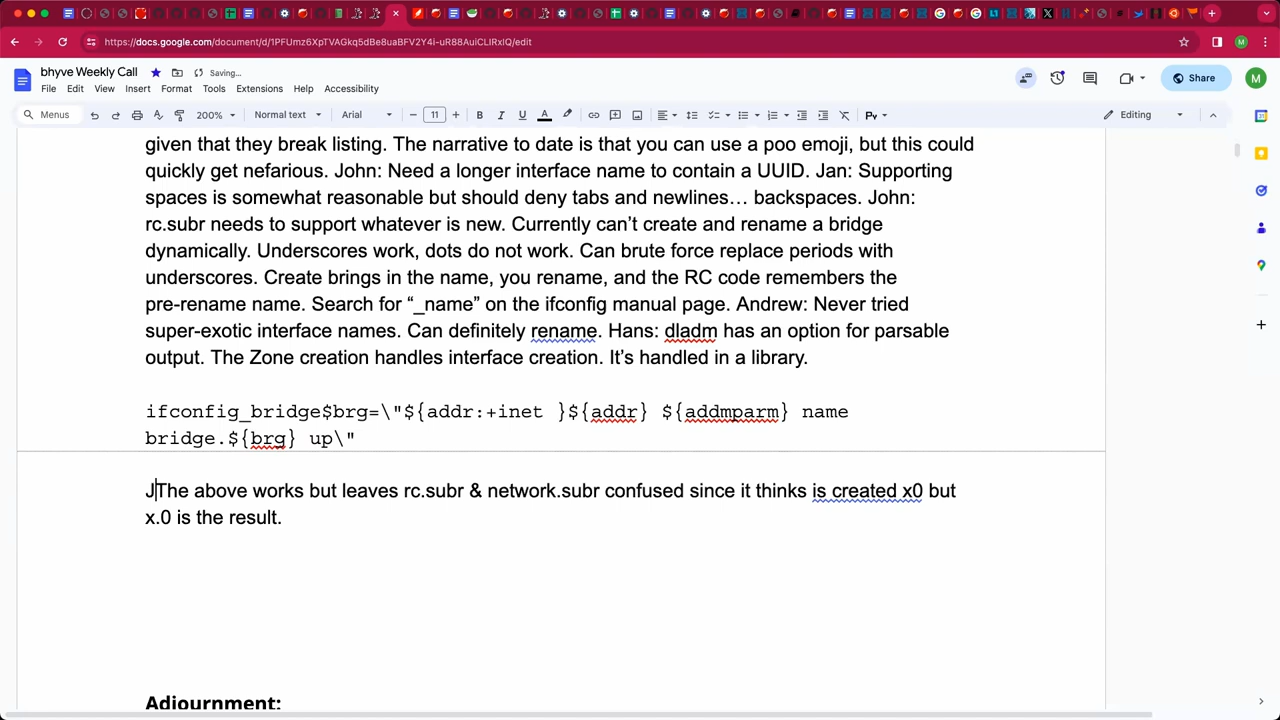 https://docs.google.com/document/d/1PFUmz6XpTVAGkq5dBe8uaBFV2Y4i-uR88AuiCLIRxIQ/edit
bhyve Weekly Call
Saving…
File Edit View Insert Format Tools Extensions Help Accessibility
Share
M
Menus
200%
Normal text
Arial
11
Editing
given that they break listing. The narrative to date is that you can use a poo emoji, but this could
quickly get nefarious. John: Need a longer interface name to contain a UUID. Jan: Supporting
spaces is somewhat reasonable but should deny tabs and newlines… backspaces. John:
rc.subr needs to support whatever is new. Currently can’t create and rename a bridge
dynamically. Underscores work, dots do not work. Can brute force replace periods with
underscores. Create brings in the name, you rename, and the RC code remembers the
pre-rename name. Search for “_name” on the ifconfig manual page. Andrew: Never tried
super-exotic interface names. Can definitely rename. Hans: dladm has an option for parsable
output. The Zone creation handles interface creation. It’s handled in a library.
ifconfig_bridge$brg=\"${addr:+inet }${addr} ${addmparm} name
bridge.${brg} up\"
JThe above works but leaves rc.subr & network.subr confused since it thinks is created x0 but
x.0 is the result.
Adjournment: